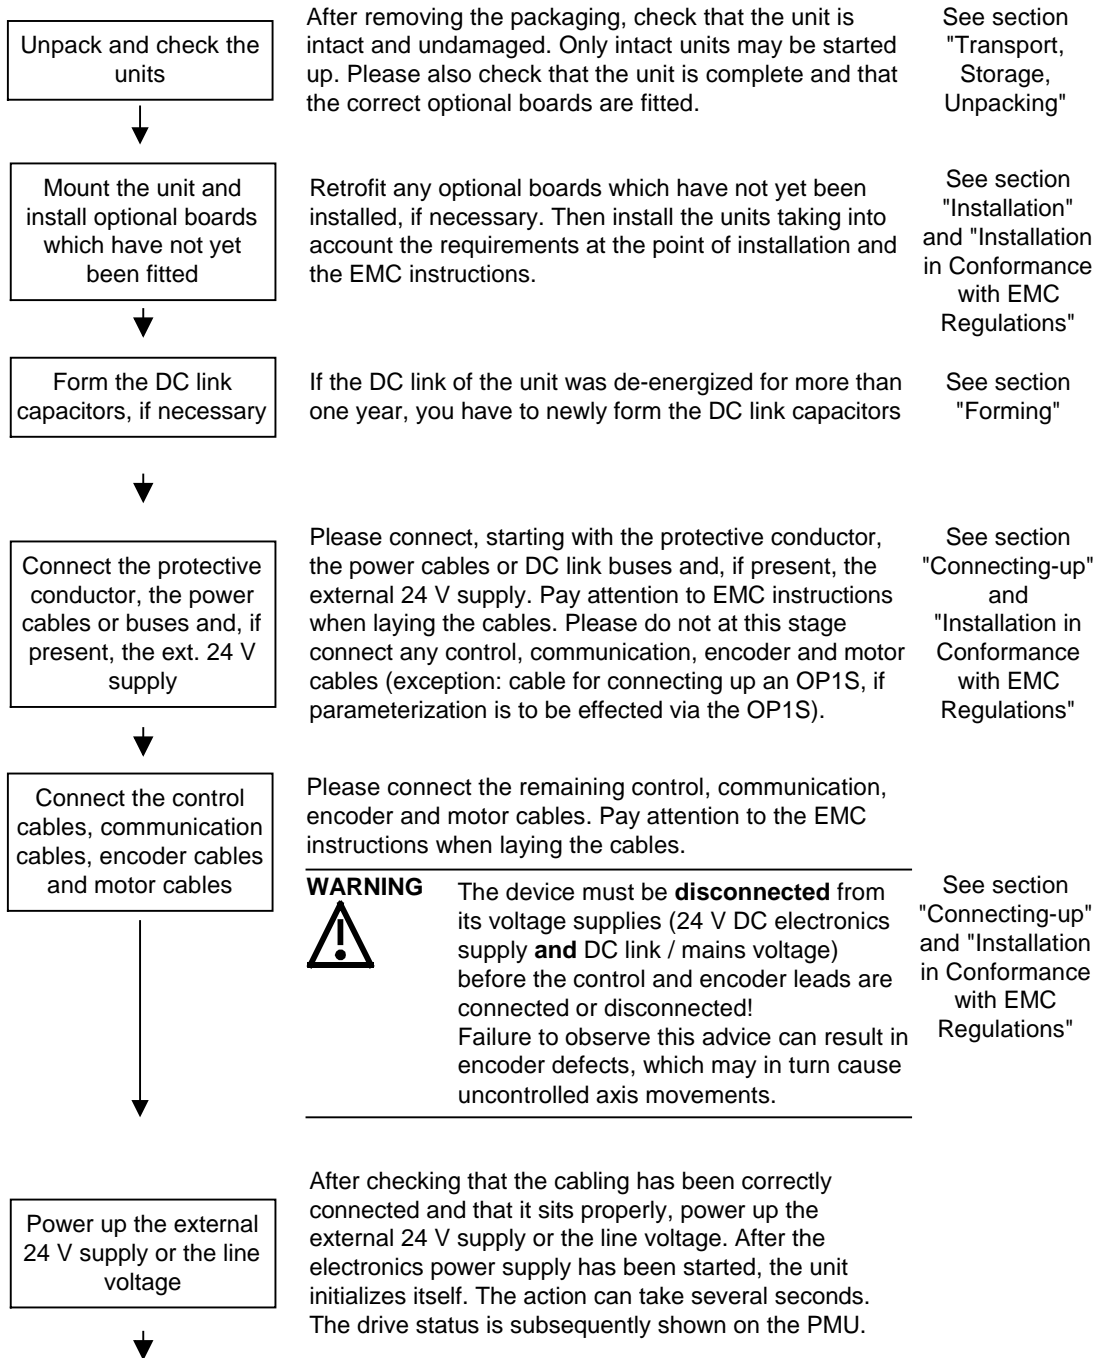 Unpack and check the
units
After removing the packaging, check that the unit is
intact and undamaged. Only intact units may be started
up. Please also check that the unit is complete and that
the correct optional boards are fitted.
See section
"Transport,
Storage,
Unpacking"
Mount the unit and
install optional boards
which have not yet
been fitted
Retrofit any optional boards which have not yet been
installed, if necessary. Then install the units taking into
account the requirements at the point of installation and
the EMC instructions.
See section
"Installation"
and "Installation
in Conformance
with EMC
Regulations"
Form the DC link
capacitors, if necessary
If the DC link of the unit was de-energized for more than
one year, you have to newly form the DC link capacitors
See section
"Forming"
Connect the protective
conductor, the power
cables or buses and, if
present, the ext. 24 V
supply
Please connect, starting with the protective conductor,
the power cables or DC link buses and, if present, the
external 24 V supply. Pay attention to EMC instructions
when laying the cables. Please do not at this stage
connect any control, communication, encoder and motor
cables (exception: cable for connecting up an OP1S, if
parameterization is to be effected via the OP1S).
See section
"Connecting-up"
and
"Installation in
Conformance
with EMC
Regulations"
Connect the control
cables, communication
cables, encoder cables
and motor cables
Please connect the remaining control, communication,
encoder and motor cables. Pay attention to the EMC
instructions when laying the cables.
WARNING
The device must be disconnected from
its voltage supplies (24 V DC electronics
supply and DC link / mains voltage)
before the control and encoder leads are
connected or disconnected!
Failure to observe this advice can result in
encoder defects, which may in turn cause
uncontrolled axis movements.
See section
"Connecting-up"
and "Installation
in Conformance
with EMC
Regulations"
Power up the external
24 V supply or the line
voltage
After checking that the cabling has been correctly
connected and that it sits properly, power up the
external 24 V supply or the line voltage. After the
electronics power supply has been started, the unit
initializes itself. The action can take several seconds.
The drive status is subsequently shown on the PMU.